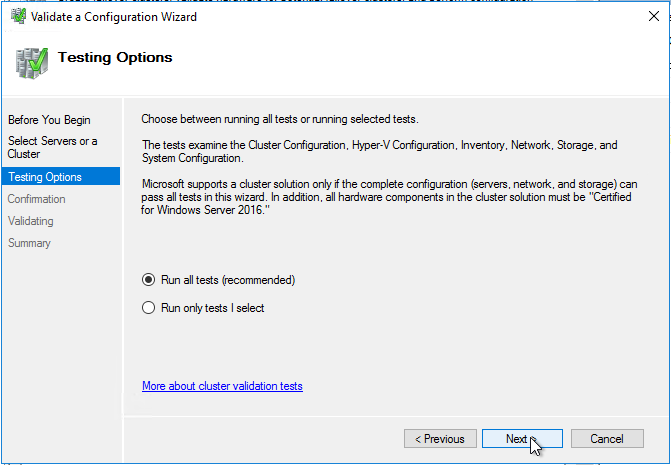 Validate a Configuration Wizard
Testing Options
Before You Begin
Select Servers or a
Cluster
Testing Options
Confirmation
Validating
Summary
Choose between running all tests or running selected tests.
The tests examine the Cluster Configuration, Hyper-V Configuration, Inventory, Network, Storage, and
System Configuration.
Microsoft supports a cluster solution only if the complete configuration (servers, network, and storage) can
pass all tests in this wizard. In addition, all hardware components in the cluster solution must be "Certified
for Windows Server 2016."
Run all tests (recommended)
Run only tests I select
More about cluster validation tests
< Previous
Next >
Cancel